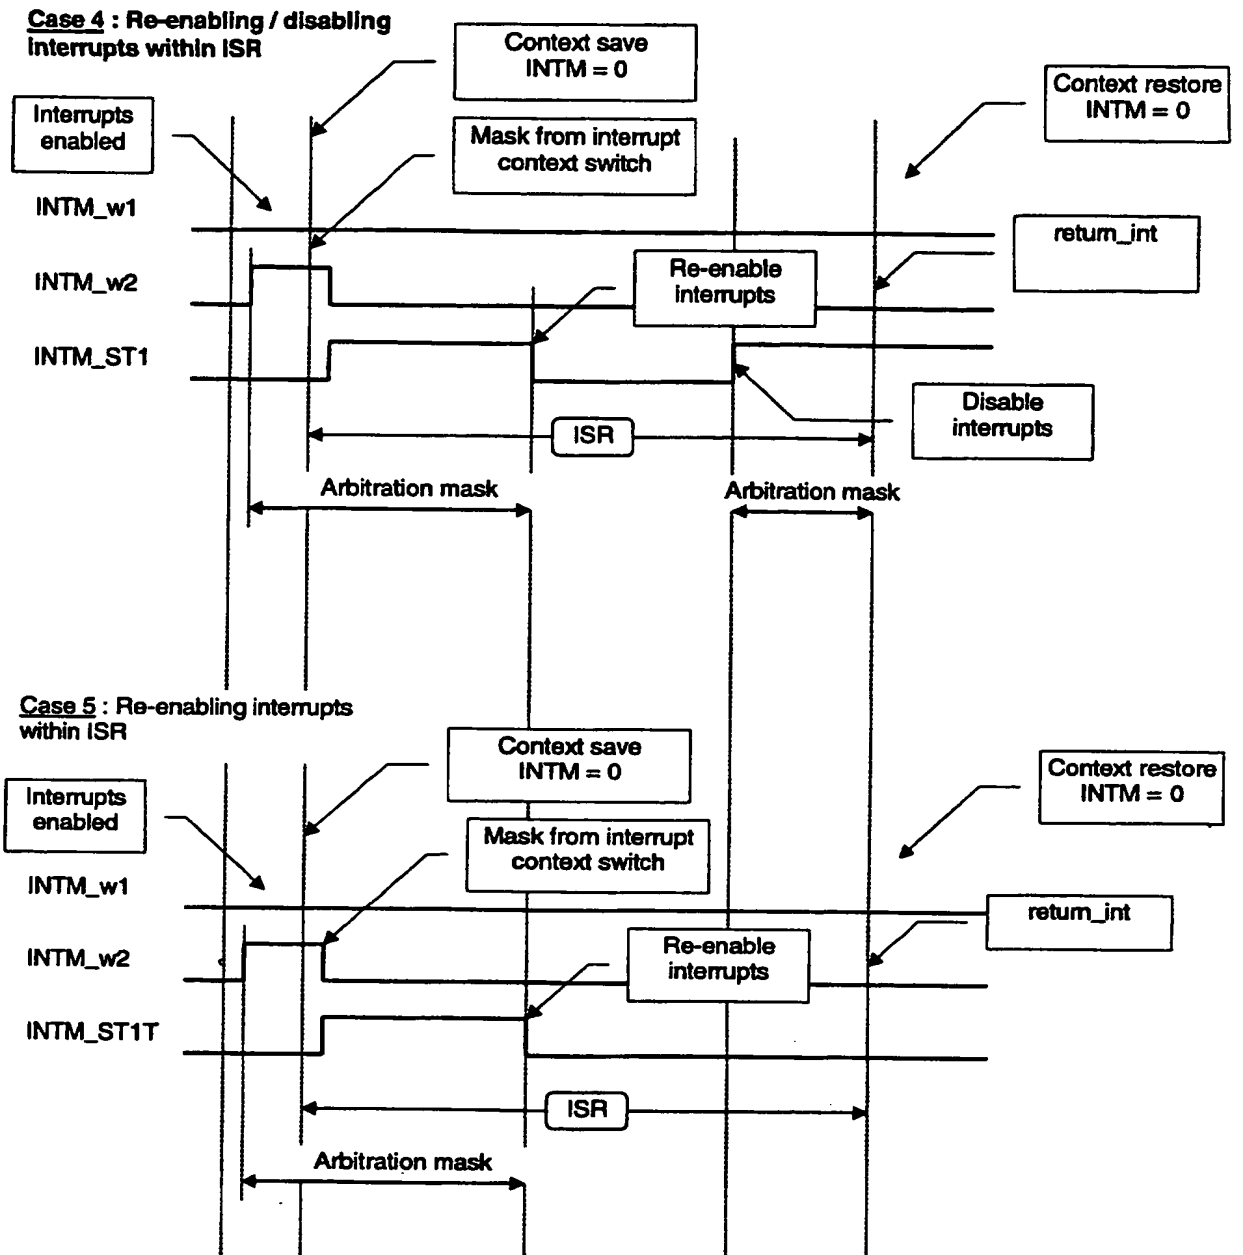 Case 4 : Re-enabling / disabling
interrupts within ISR
Context save
INTM = 0
Context restore
INTM = 0
Interrupts
enabled
Mask from interrupt
context switch
INTM_w1
return_int
INTM_w2
Re-enable
interrupts
INTM_ST1
Disable
interrupts
ISR
Arbitration mask
Arbitration mask
Case 5 : Re-enabling interrupts
within ISR
Context save
INTM = 0
Context restore
INTM = 0
Interrupts
enabled
Mask from interrupt
context switch
INTM_w1
return_int
INTM_w2
Re-enable
interrupts
INTM_ST1T
ISR
Arbitration mask